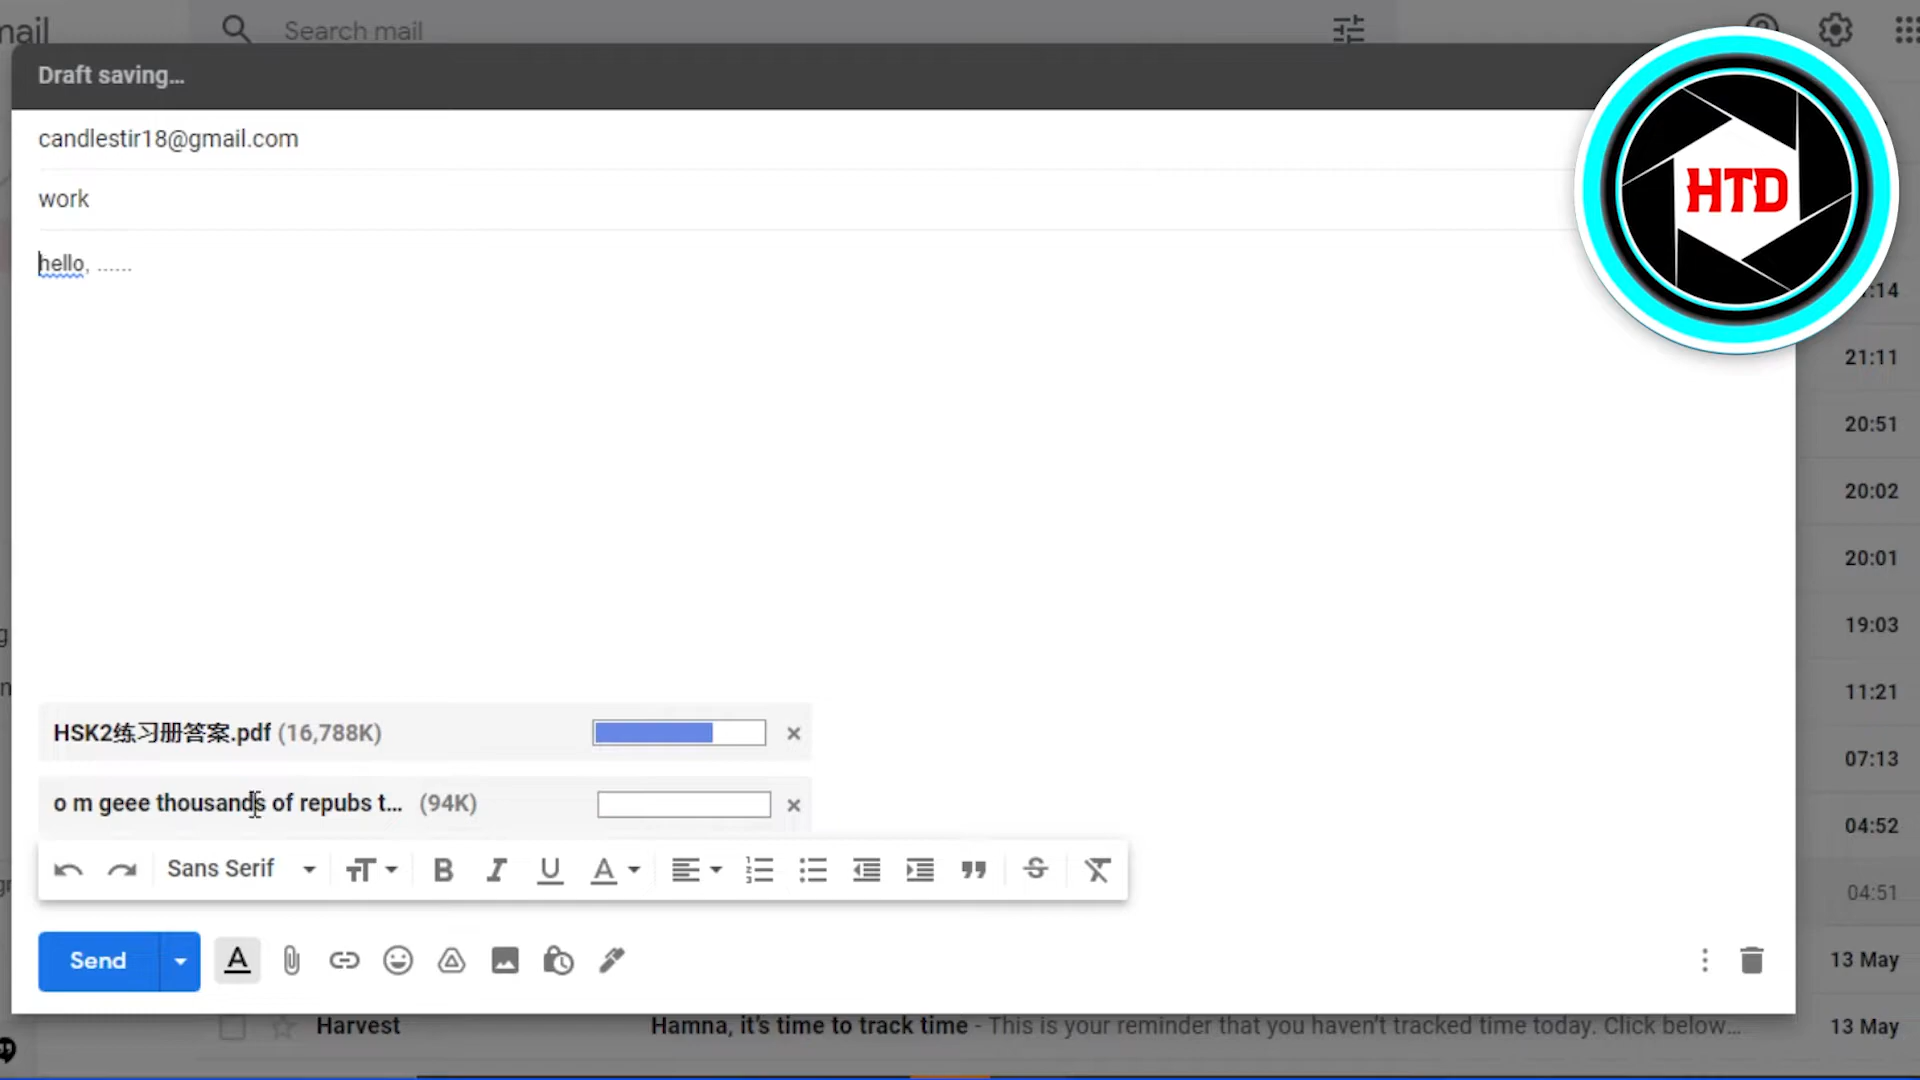 Search mail
Draft saving...
candlestir18@gmail.com
work
hello, ......
HTD
21:11
20:51
20:02
20:01
19:03
11:21
07:13
04:52
04:51
13 May
HSK2练习册答案.pdf (16,788K)
o m geee thousands of repubs t... (94K)
Sans Serif
Send
Harvest Hamna, it's time to track time - This is your reminder that you haven't tracked time today. Click below... 13 May